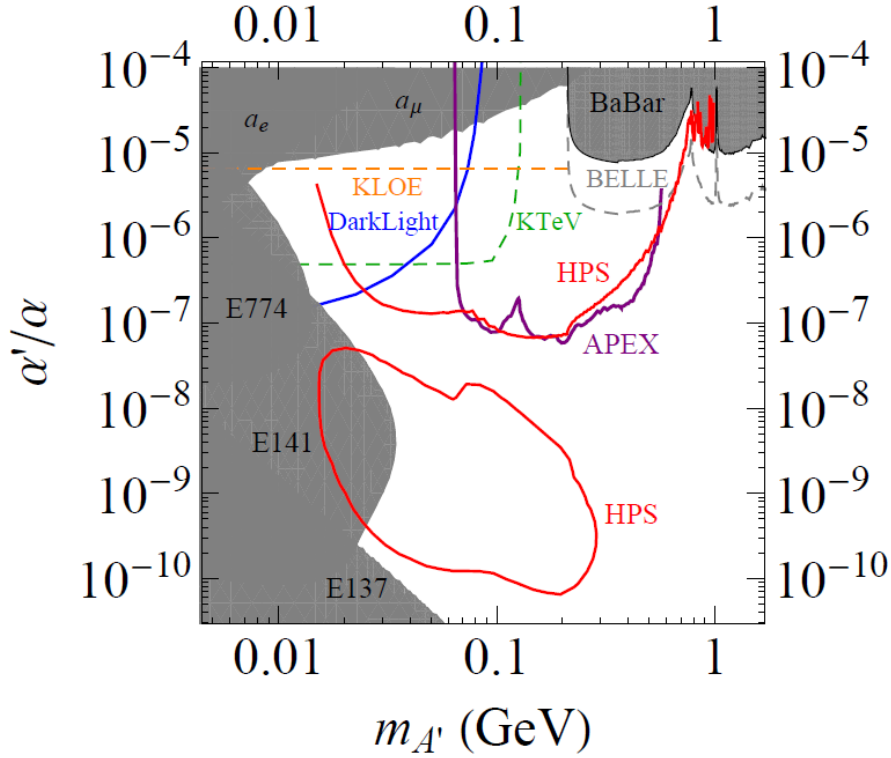 0.01 0.1 1
10⁻⁴ 10⁻⁴
a_μ BaBar
a_e
10⁻⁵ 10⁻⁵
KLOE BELLE
DarkLight KTeV
10⁻⁶ 10⁻⁶
HPS
E774
10⁻⁷ 10⁻⁷
APEX
α'/α
10⁻⁸ 10⁻⁸
E141
10⁻⁹ 10⁻⁹
HPS
10⁻¹⁰ 10⁻¹⁰
E137
0.01 0.1 1
m_A' (GeV)